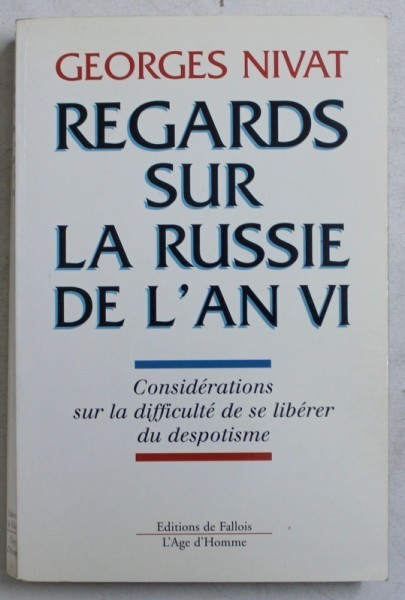 GEORGES NIVAT
REGARDS
SUR
LA RUSSIE
DE L'AN VI
Considérations
sur la difficulté de se libérer
du despotisme
Editions de Fallois
L'Age d'Homme